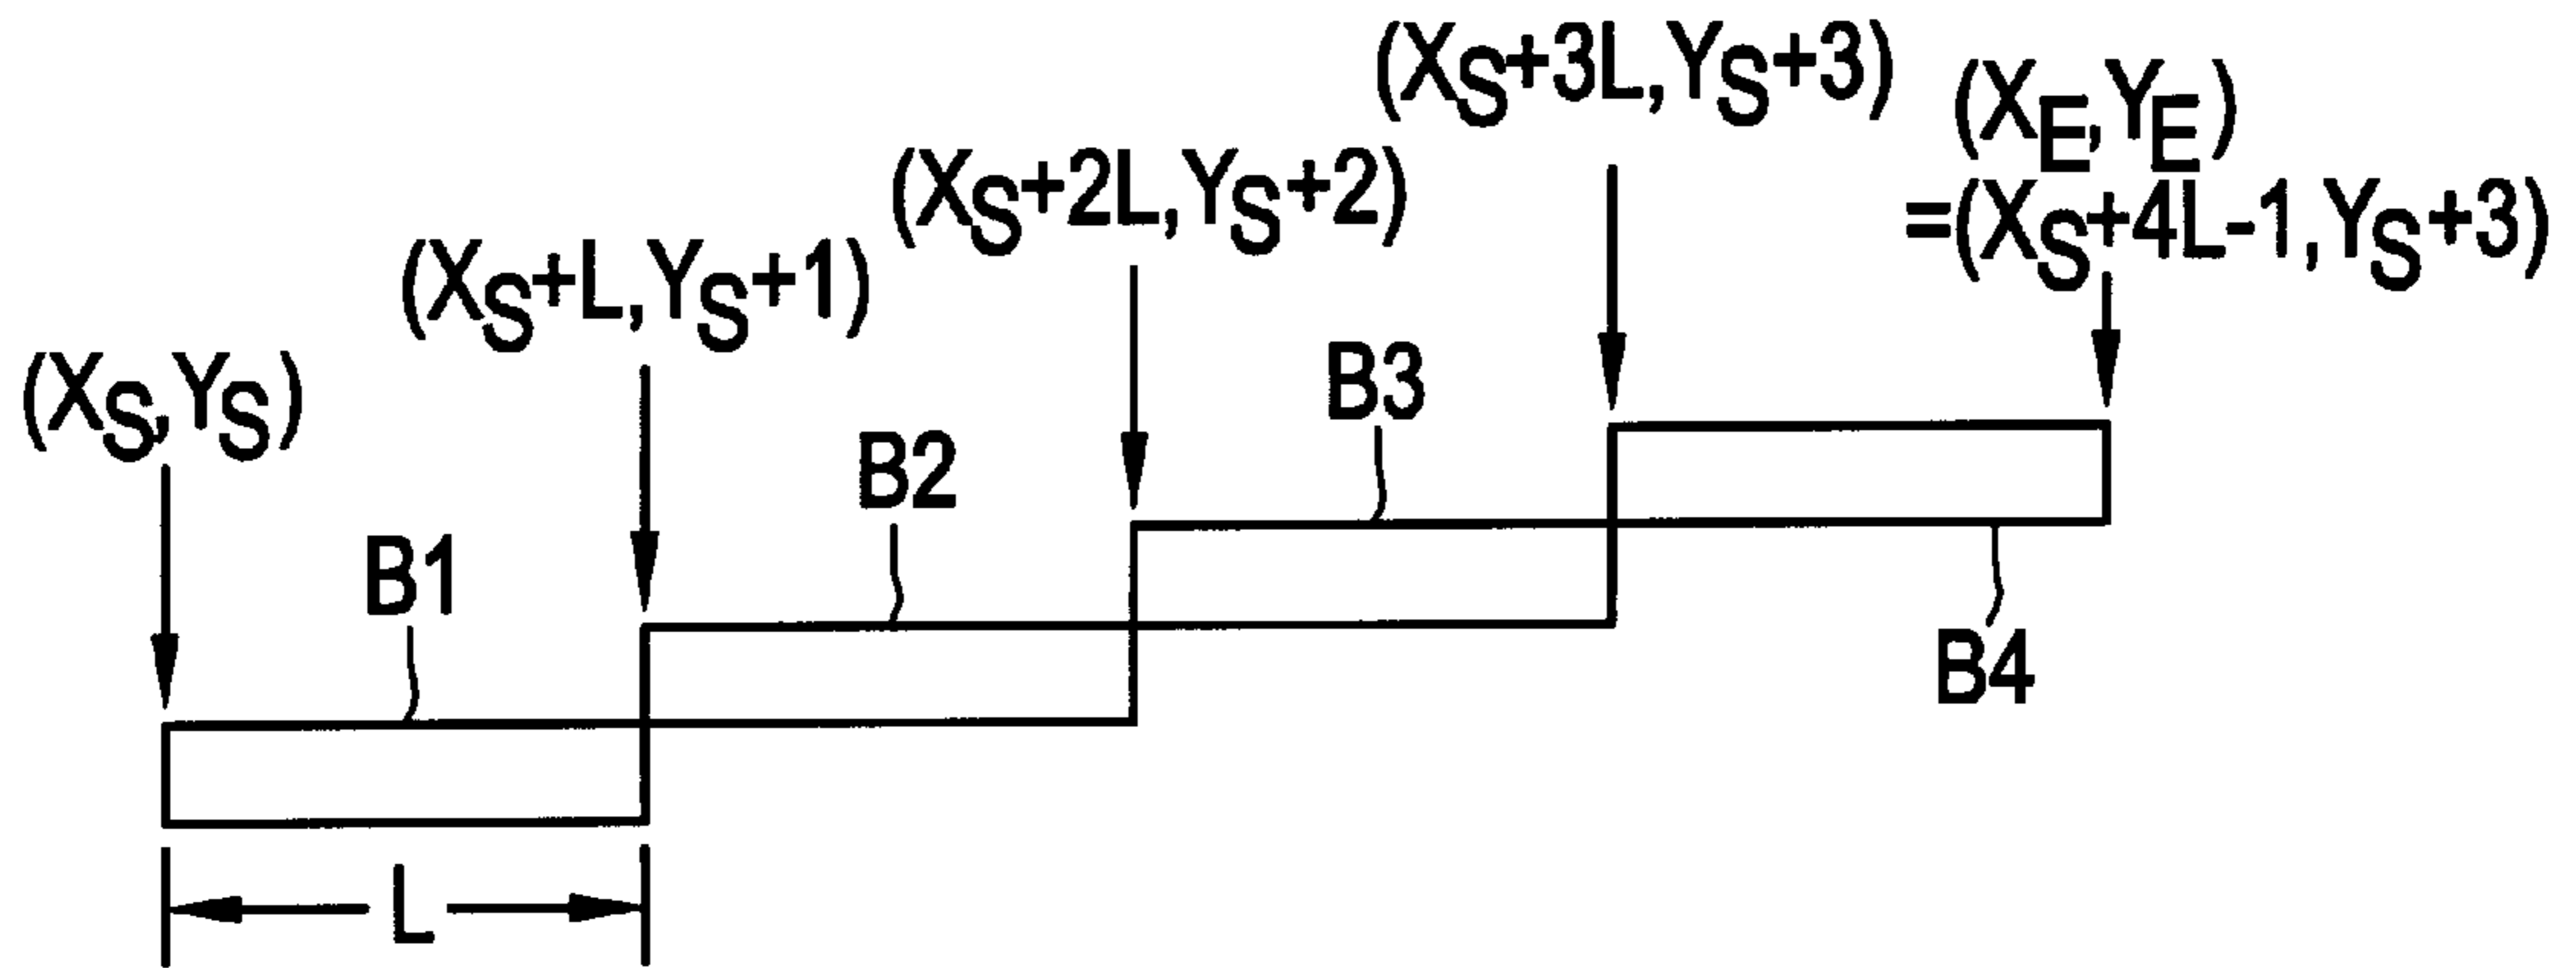 (XS+3L,YS+3)
(XE,YE)
=(XS+4L-1,YS+3)
(XS+2L,YS+2)
(XS+L,YS+1)
(XS,YS)
B3
B2
B1
B4
L